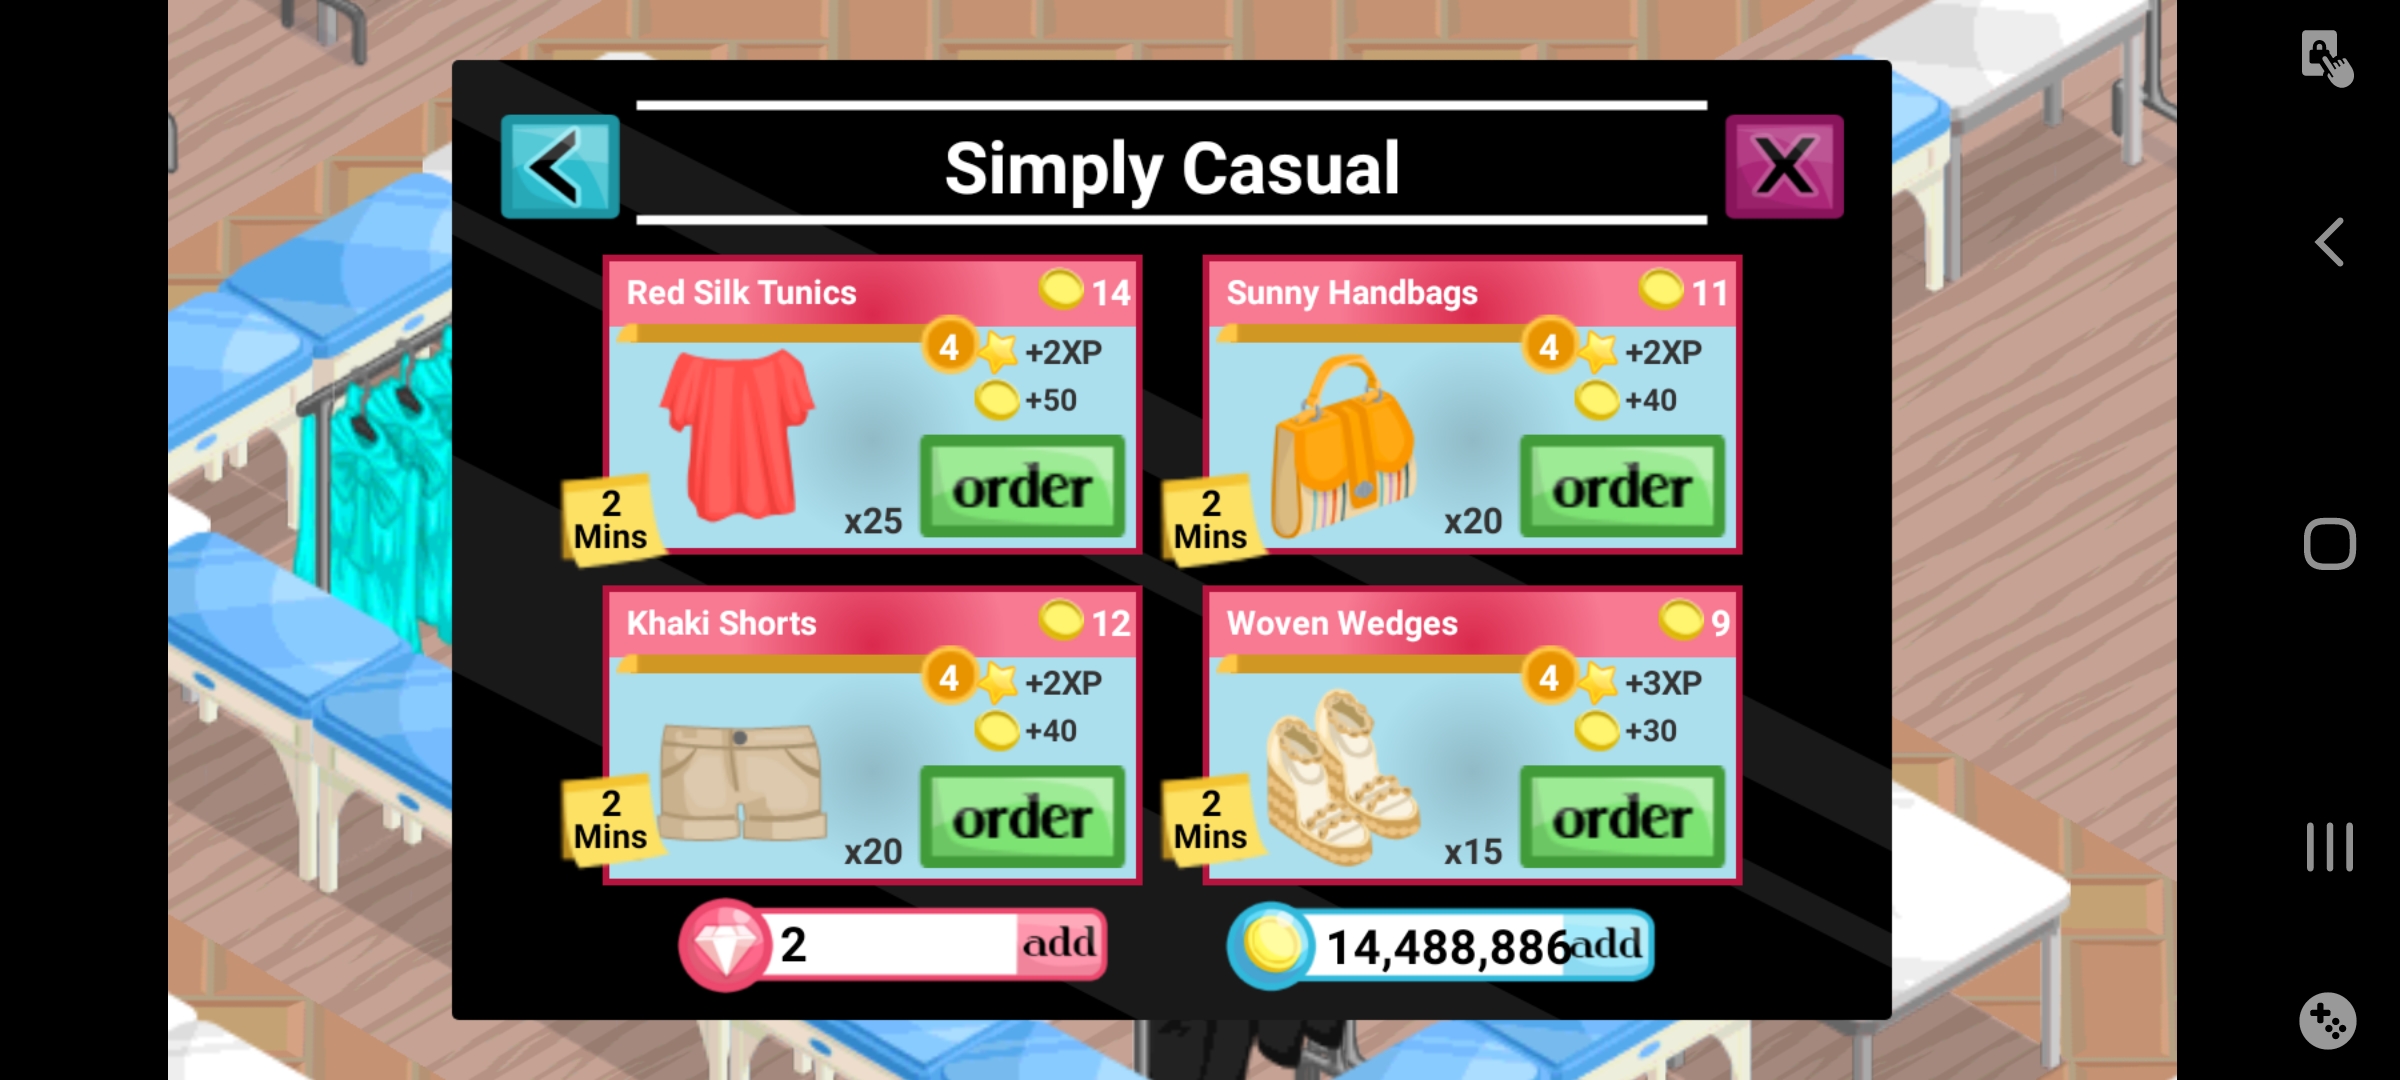 Simply Casual
X
Red Silk Tunics 14
4 +2XP
+50
order
2
Mins
x25
Sunny Handbags 11
4 +2XP
+40
order
2
Mins
x20
Khaki Shorts 12
4 +2XP
+40
order
2
Mins
x20
Woven Wedges 9
4 +3XP
+30
order
2
Mins
x15
2 add
14,488,886 add